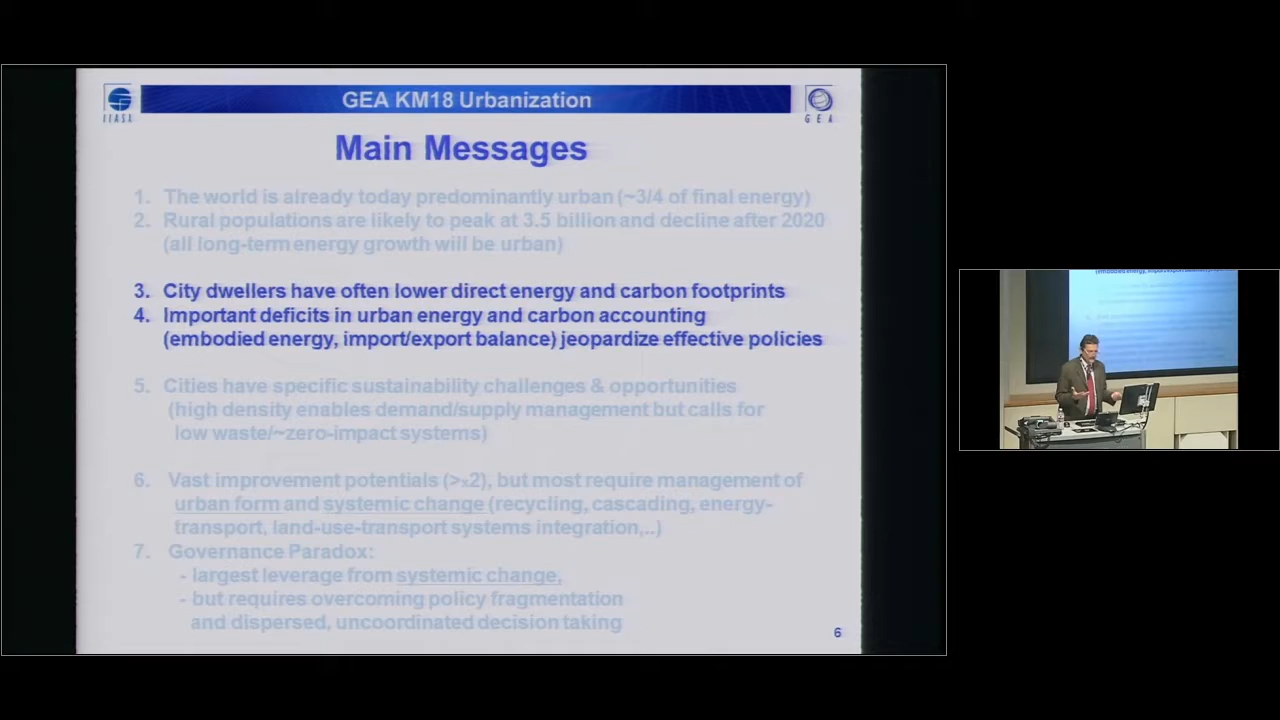 GEA KM18 Urbanization
IIASA
GEA
Main Messages
1. The world is already today predominantly urban (~3/4 of final energy)
2. Rural populations are likely to peak at 3.5 billion and decline after 2020
(all long-term energy growth will be urban)
3. City dwellers have often lower direct energy and carbon footprints
4. Important deficits in urban energy and carbon accounting
(embodied energy, import/export balance) jeopardize effective policies
5. Cities have specific sustainability challenges & opportunities
(high density enables demand/supply management but calls for
low waste/~zero-impact systems)
6. Vast improvement potentials (>x2), but most require management of
urban form and systemic change (recycling, cascading, energy-
transport, land-use-transport systems integration,..)
7. Governance Paradox:
- largest leverage from systemic change,
- but requires overcoming policy fragmentation
and dispersed, uncoordinated decision taking
6